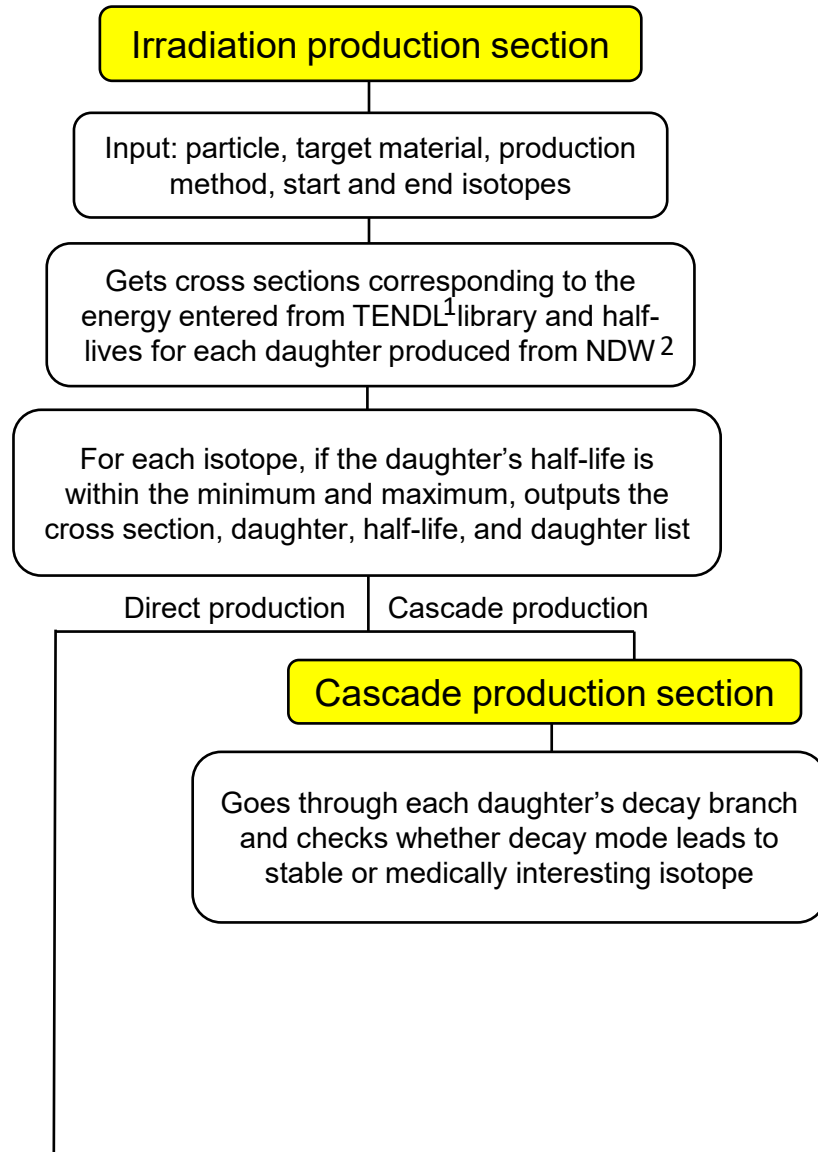 Irradiation production section
Input: particle, target material, production
method, start and end isotopes
Gets cross sections corresponding to the
energy entered from TENDL1 library and half-
lives for each daughter produced from NDW 2
For each isotope, if the daughter’s half-life is
within the minimum and maximum, outputs the
cross section, daughter, half-life, and daughter list
Direct production Cascade production
Cascade production section
Goes through each daughter’s decay branch
and checks whether decay mode leads to
stable or medically interesting isotope